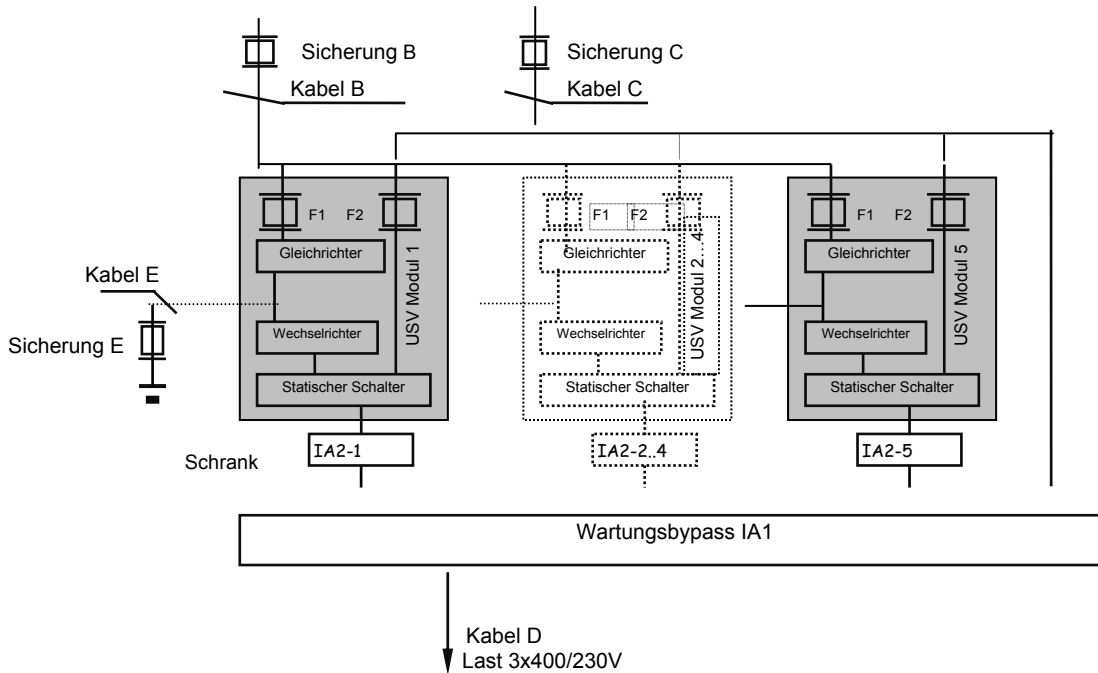 Sicherung B
Sicherung C
Kabel B
Kabel C
F1 F2
F1 F2
F1 F2
Gleichrichter
Gleichrichter
Gleichrichter
USV Modul 1
USV Modul 2…4
USV Modul 5
Kabel E
Sicherung E
Wechselrichter
Wechselrichter
Wechselrichter
Statischer Schalter
Statischer Schalter
Statischer Schalter
Schrank
IA2-1
IA2-2..4
IA2-5
Wartungsbypass IA1
Kabel D
Last 3x400/230V